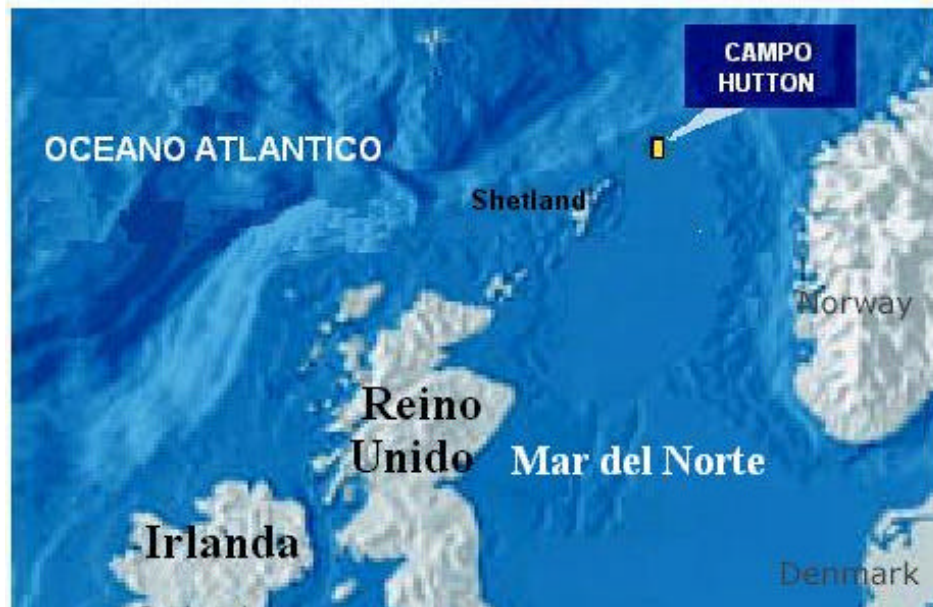 CAMPO
HUTTON
OCEANO ATLANTICO
Shetland
Norway
Reino
Unido
Mar del Norte
Irlanda
Denmark